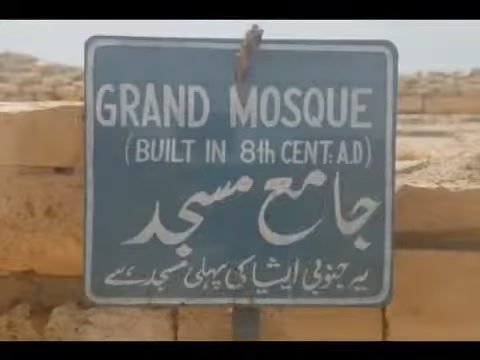 GRAND MOSQUE
(BUILT IN 8th CENT: A.D)
جامع مسجد
یہ جنوبی ایشیا کی پہلی مسجد ہے